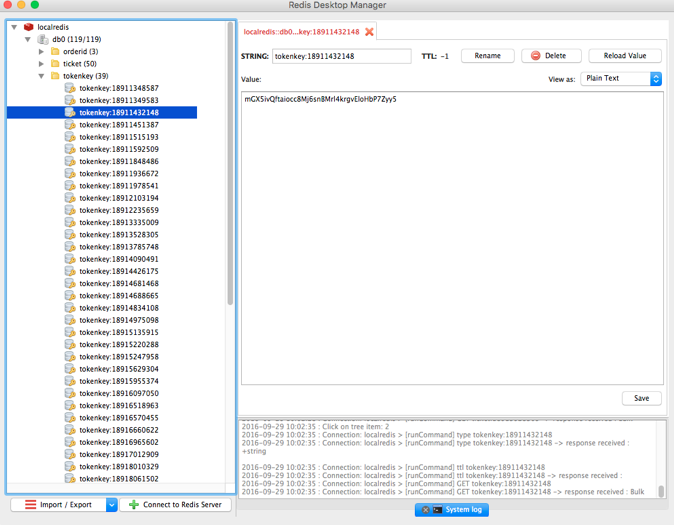 Redis Desktop Manager
localredis
db0 (119/119)
orderid (3)
ticket (50)
tokenkey (39)
tokenkey:18911348587
tokenkey:18911349583
tokenkey:18911432148
tokenkey:18911451387
tokenkey:18911515193
tokenkey:18911592509
tokenkey:18911848486
tokenkey:18911936672
tokenkey:18911978541
tokenkey:18912103194
tokenkey:18912235659
tokenkey:18913335009
tokenkey:18913528305
tokenkey:18913785748
tokenkey:18914090491
tokenkey:18914426175
tokenkey:18914681468
tokenkey:18914688665
tokenkey:18914834108
tokenkey:18914975098
tokenkey:18915135915
tokenkey:18915220288
tokenkey:18915247958
tokenkey:18915629304
tokenkey:18915955374
tokenkey:18916097050
tokenkey:18916518963
tokenkey:18916570455
tokenkey:18916660622
tokenkey:18916965602
tokenkey:18917012909
tokenkey:18918010329
tokenkey:18918061502
Import / Export
Connect to Redis Server
localredis::db0...key:18911432148
STRING: tokenkey:18911432148 TTL: -1 Rename Delete Reload Value
Value: View as: Plain Text
Save
2016-09-29 10:02:35 : Click on tree item: 2
2016-09-29 10:02:35 : Connection: localredis > [runCommand] type tokenkey:18911432148
2016-09-29 10:02:35 : Connection: localredis > [runCommand] type tokenkey:18911432148 -> response received :
+string
2016-09-29 10:02:35 : Connection: localredis > [runCommand] ttl tokenkey:18911432148
2016-09-29 10:02:35 : Connection: localredis > [runCommand] ttl tokenkey:18911432148 -> response received :
2016-09-29 10:02:35 : Connection: localredis > [runCommand] GET tokenkey:18911432148
2016-09-29 10:02:35 : Connection: localredis > [runCommand] GET tokenkey:18911432148 -> response received : Bulk
System log